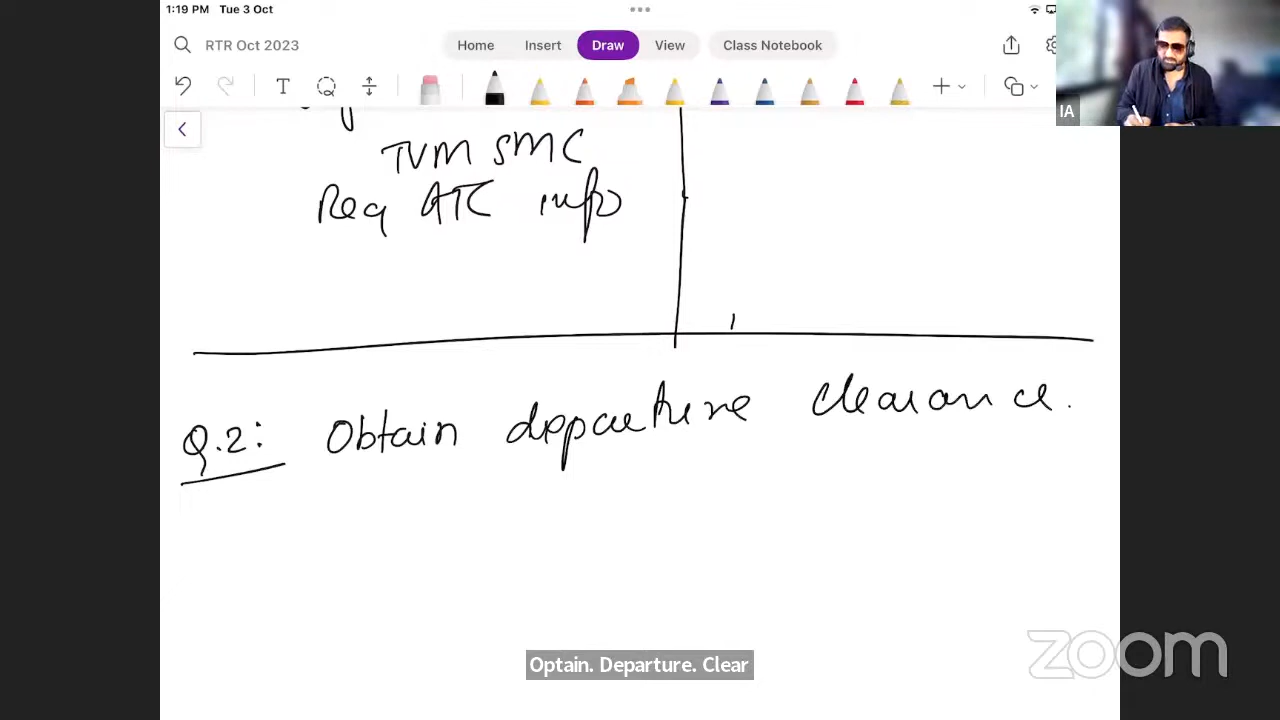 1:19 PM Tue 3 Oct
RTR Oct 2023
Home Insert Draw View Class Notebook
IA
TVM SMC
Req ATC info
Q.2: Obtain departure clearance.
Optain. Departure. Clear
zoom